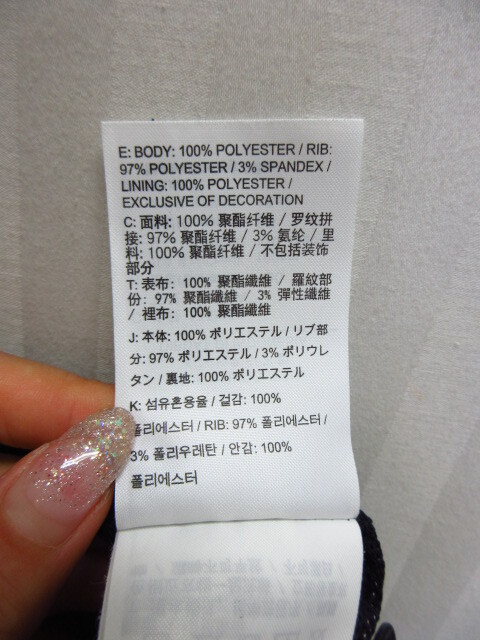 E: BODY: 100% POLYESTER / RIB:
97% POLYESTER / 3% SPANDEX /
LINING: 100% POLYESTER /
EXCLUSIVE OF DECORATION
C: 面料: 100% 聚酯纤维 / 罗纹拼
接: 97% 聚酯纤维 / 3% 氨纶 / 里
料: 100% 聚酯纤维 / 不包括装饰
部分
T: 表布: 100% 聚酯纖維 / 羅紋部
份: 97% 聚酯纖維 / 3% 彈性纖維
/ 裡布: 100% 聚酯纖維
J: 本体: 100% ポリエステル / リブ部
分: 97% ポリエステル / 3% ポリウレ
タン / 裏地: 100% ポリエステル
K: 섬유혼용율 / 겉감: 100%
폴리에스터 / RIB: 97% 폴리에스터 /
3% 폴리우레탄 / 안감: 100%
폴리에스터